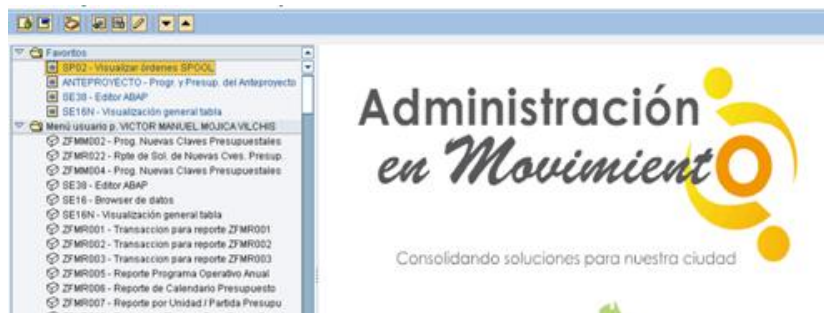 Favoritos
SP02 - Visualizar órdenes SPOOL
ANTEPROYECTO - Progr. y Presup. del Anteproyecto
SE38 - Editor ABAP
SE16N - Visualización general tabla
Menú usuario p. VICTOR MANUEL MOJICA VILCHIS
ZFMM002 - Prog. Nuevas Claves Presupuestales
ZFMR022 - Rpte de Sol. de Nuevas Cves. Presup.
ZFMM004 - Prog. Nuevas Claves Presupuestales
SE38 - Editor ABAP
SE16 - Browser de datos
SE16N - Visualización general tabla
ZFMR001 - Transaccion para reporte ZFMR001
ZFMR002 - Transaccion para reporte ZFMR002
ZFMR003 - Transaccion para reporte ZFMR003
ZFMR005 - Reporte Programa Operativo Anual
ZFMR006 - Reporte de Calendario Presupuesto
ZFMR007 - Reporte por Unidad / Partida Presupu
Administración
en Movimiento
Consolidando soluciones para nuestra ciudad